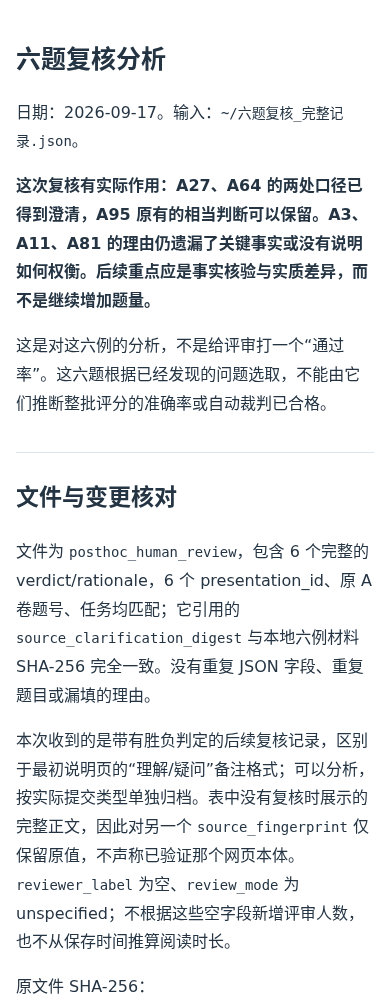 六题复核分析
日期：2026-09-17。输入：~/六题复核_完整记
录.json。
这次复核有实际作用：A27、A64 的两处口径已
得到澄清，A95 原有的相当判断可以保留。A3、
A11、A81 的理由仍遗漏了关键事实或没有说明
如何权衡。后续重点应是事实核验与实质差异，而
不是继续增加题量。
这是对这六例的分析，不是给评审打一个“通过
率”。这六题根据已经发现的问题选取，不能由它
们推断整批评分的准确率或自动裁判已合格。
文件与变更核对
文件为 posthoc_human_review，包含 6 个完整的
verdict/rationale，6 个 presentation_id、原 A
卷题号、任务均匹配；它引用的
source_clarification_digest 与本地六例材料
SHA-256 完全一致。没有重复 JSON 字段、重复
题目或漏填的理由。
本次收到的是带有胜负判定的后续复核记录，区别
于最初说明页的“理解/疑问”备注格式；可以分析，
按实际提交类型单独归档。表中没有复核时展示的
完整正文，因此对另一个 source_fingerprint 仅
保留原值，不声称已验证那个网页本体。
reviewer_label 为空、review_mode 为
unspecified；不根据这些空字段新增评审人数，
也不从保存时间推算阅读时长。
原文件 SHA-256：